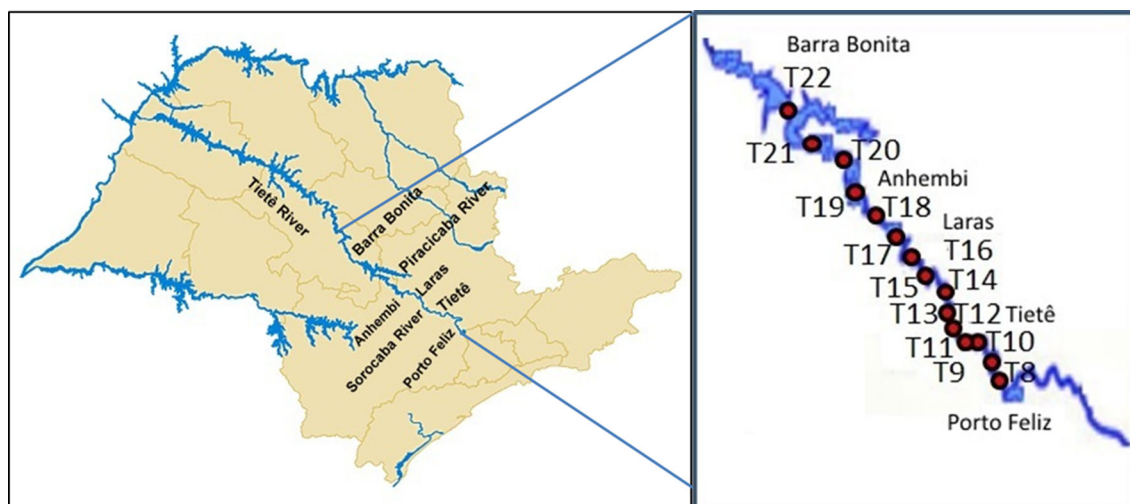 Tietê River
Barra Bonita
Piracicaba River
Laras
Tietê
Anhembi
Sorocaba River
Porto Feliz
Barra Bonita
T22
T21
T20
Anhembi
T19
T18
Laras
T17
T16
T15
T14
T13
T12
Tietê
T11
T10
T9
T8
Porto Feliz